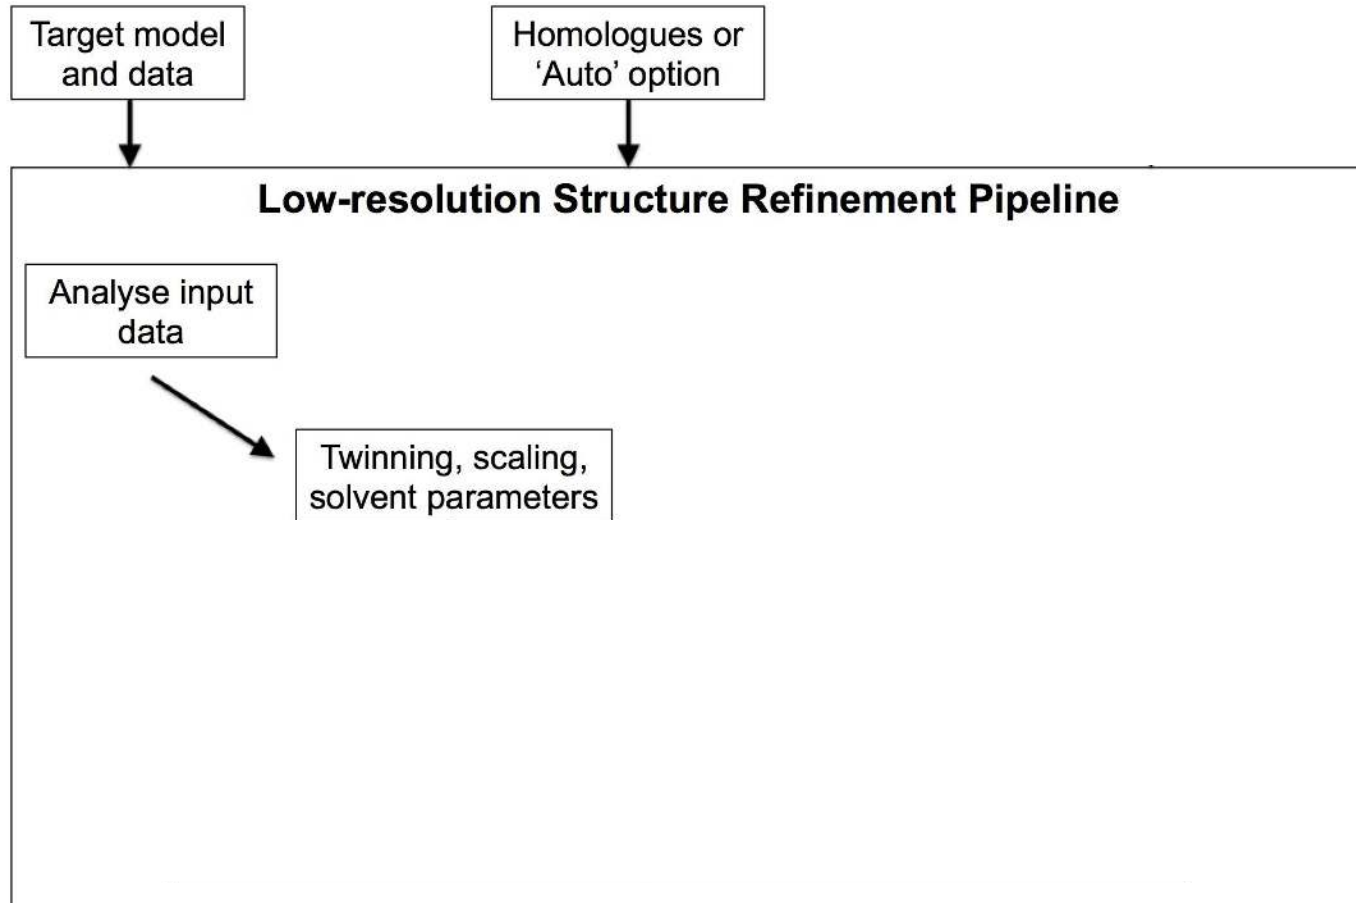 Target model
and data
Homologues or
‘Auto’ option
Low-resolution Structure Refinement Pipeline
Analyse input
data
Twinning, scaling,
solvent parameters